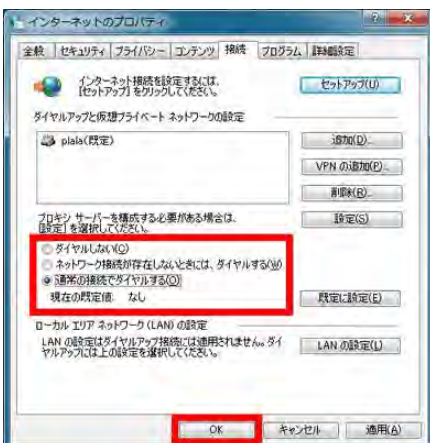 インターネットのプロパティ
全般 セキュリティ プライバシー コンテンツ 接続 プログラム 詳細設定
インターネット接続を設定するには、
[セットアップ] をクリックしてください。
セットアップ(U)
ダイヤルアップと仮想プライベート ネットワークの設定
plala(既定)
追加(D)...
VPN の追加(P)...
削除(R)...
プロキシ サーバーを構成する必要がある場合は、
[設定] を選択してください。
設定(S)
ダイヤルしない(C)
ネットワーク接続が存在しないときには、ダイヤルする(W)
通常の接続でダイヤルする(O)
現在の既定値 なし
既定に設定(E)
ローカル エリア ネットワーク (LAN) の設定
LAN の設定はダイヤルアップ接続には適用されません。ダイ
ヤルアップには上の設定を選択してください。
LAN の設定(L)
OK キャンセル 適用(A)